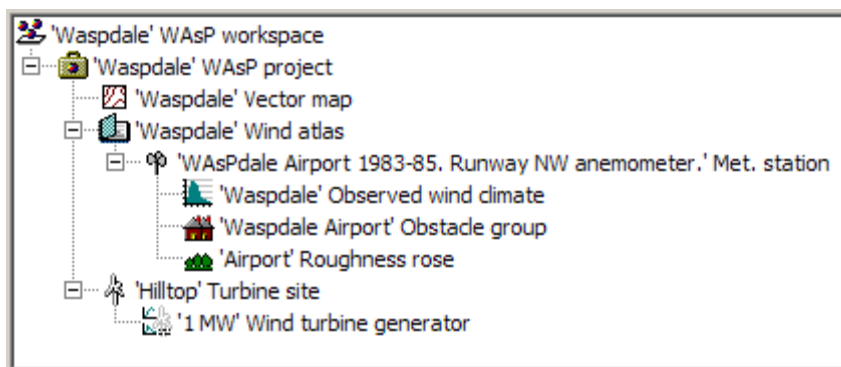 'Waspdale' WAsP workspace
'Waspdale' WAsP project
'Waspdale' Vector map
'Waspdale' Wind atlas
'WAsPdale Airport 1983-85. Runway NW anemometer.' Met. station
'Waspdale' Observed wind climate
'Waspdale Airport' Obstacle group
'Airport' Roughness rose
'Hilltop' Turbine site
'1 MW' Wind turbine generator